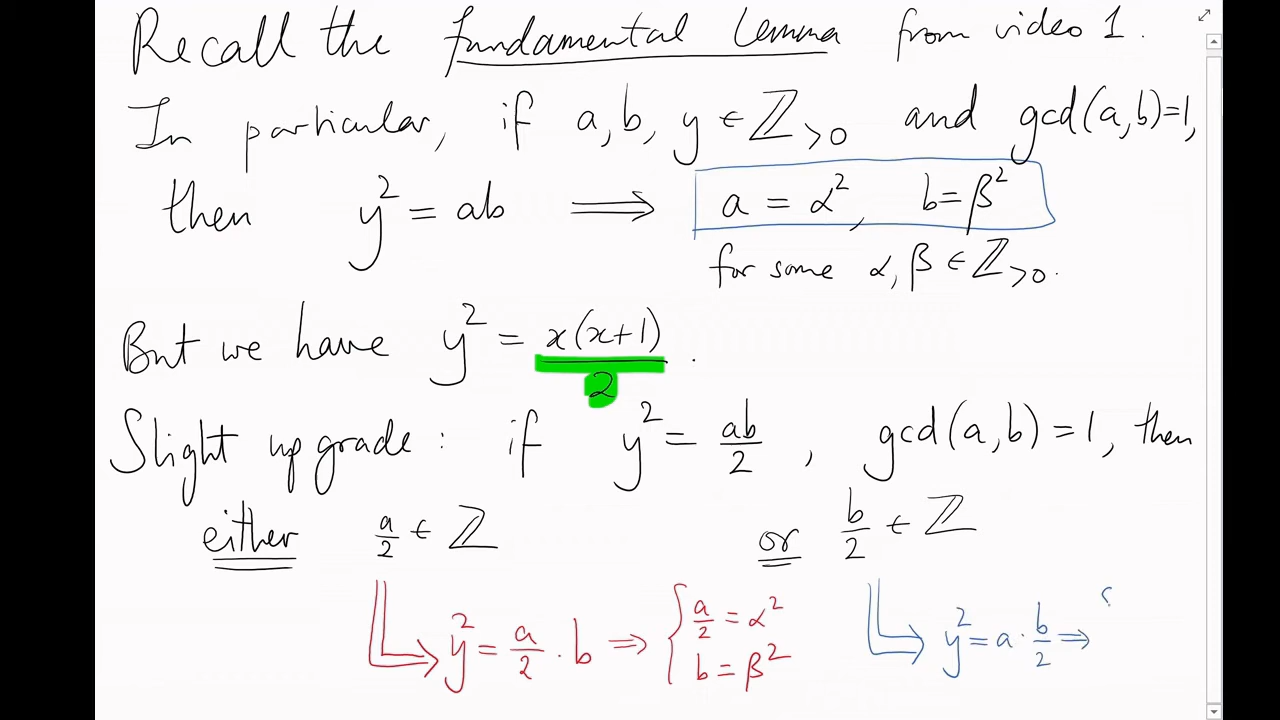 Recall the fundamental Lemma from video 1.
In particular, if a, b, y ∈ ℤ>0 and gcd(a,b)=1,
then y² = ab ⟹ a = α², b = β²
for some α, β ∈ ℤ>0.
But we have y² = x(x+1)/2.
Slight upgrade: if y² = ab/2, gcd(a,b)=1, then
either a/2 ∈ ℤ or b/2 ∈ ℤ
y² = a/2 · b ⟹ { a/2 = α² y² = a · b/2 ⟹
b = β²